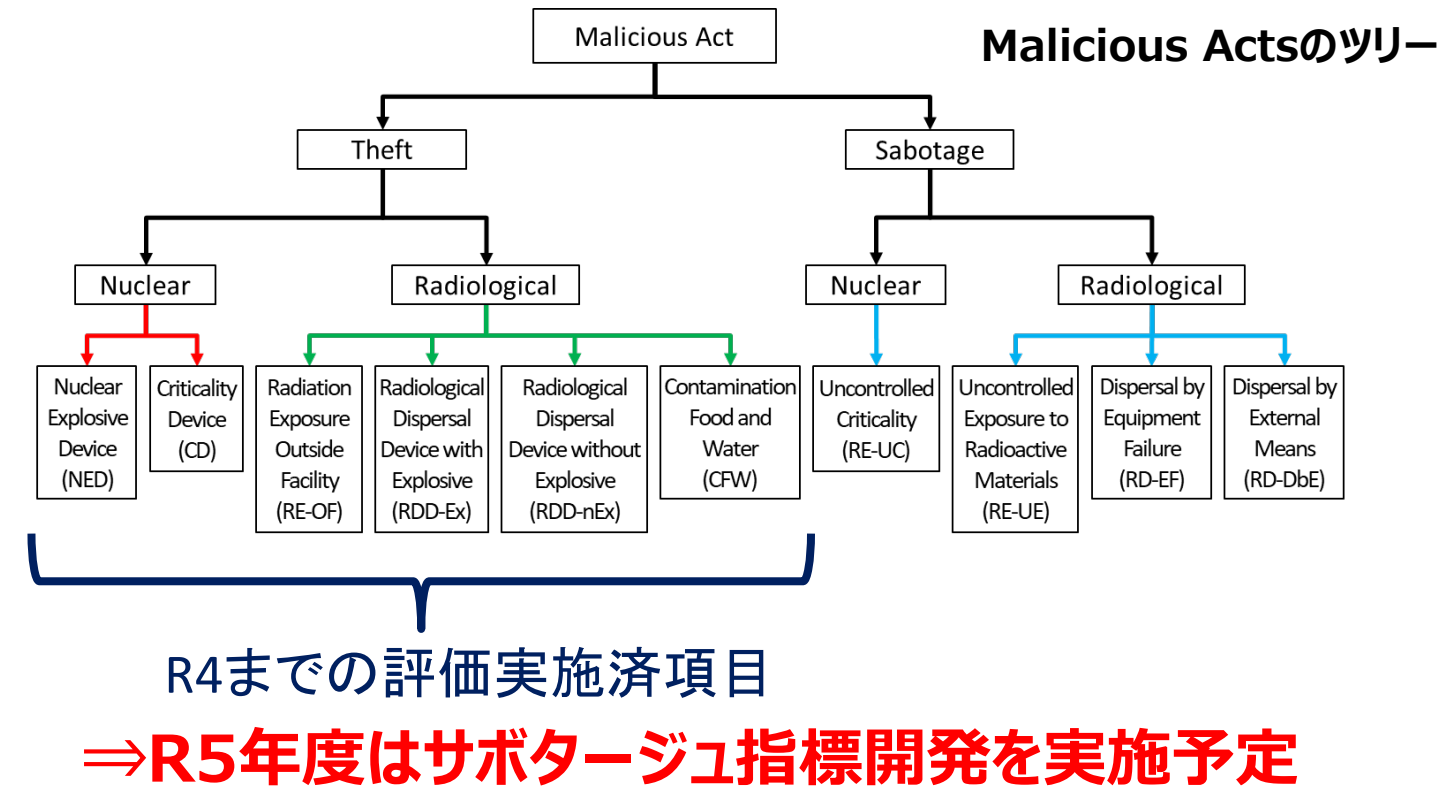 Malicious Act
Malicious Actsのツリー
Theft
Sabotage
Nuclear
Radiological
Nuclear
Radiological
Nuclear
Explosive
Device
(NED)
Criticality
Device
(CD)
Radiation
Exposure
Outside
Facility
(RE-OF)
Radiological
Dispersal
Device with
Explosive
(RDD-Ex)
Radiological
Dispersal
Device without
Explosive
(RDD-nEx)
Contamination
Food and
Water
(CFW)
Uncontrolled
Criticality
(RE-UC)
Uncontrolled
Exposure to
Radioactive
Materials
(RE-UE)
Dispersal by
Equipment
Failure
(RD-EF)
Dispersal by
External
Means
(RD-DbE)
R4までの評価実施済項目
⇒R5年度はサボタージュ指標開発を実施予定